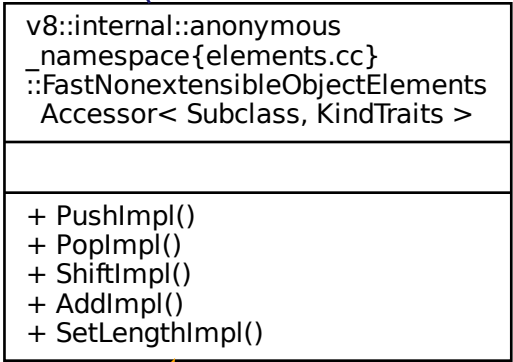 v8::internal::anonymous
_namespace{elements.cc}
::FastNonextensibleObjectElements
Accessor< Subclass, KindTraits >
+ PushImpl()
+ PopImpl()
+ ShiftImpl()
+ AddImpl()
+ SetLengthImpl()